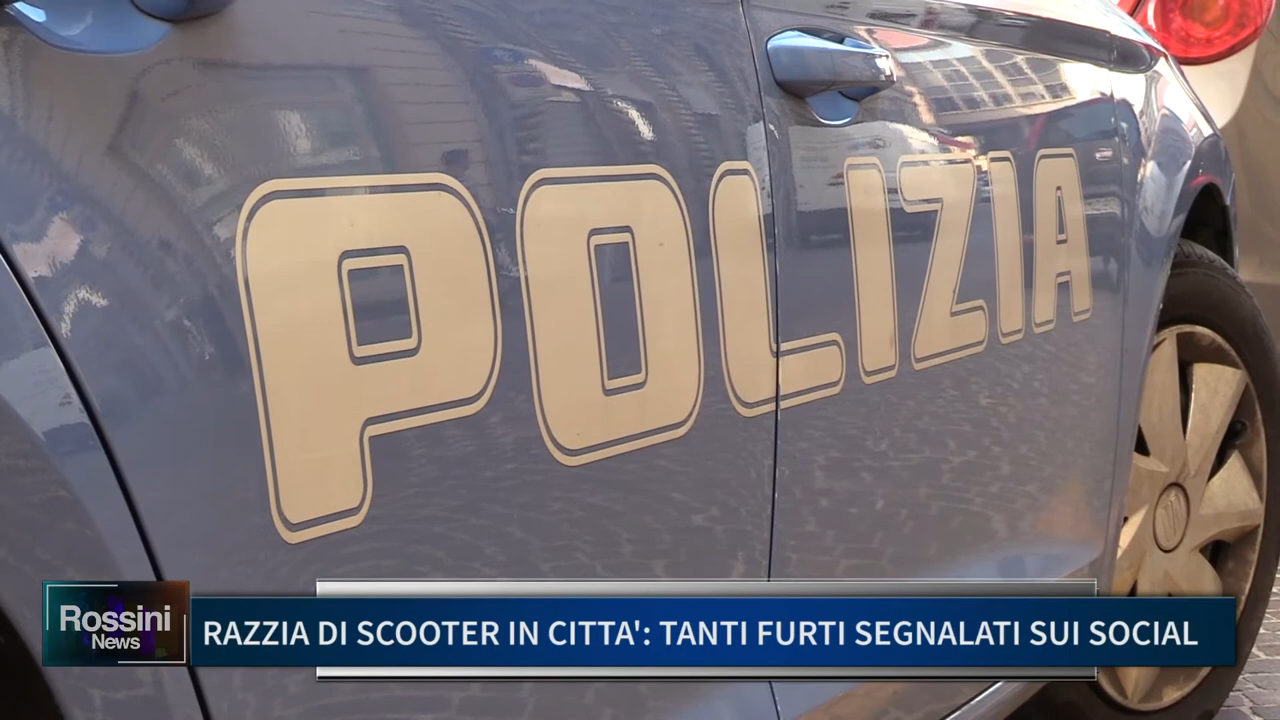 POLIZIA
Rossini
News
RAZZIA DI SCOOTER IN CITTA': TANTI FURTI SEGNALATI SUI SOCIAL